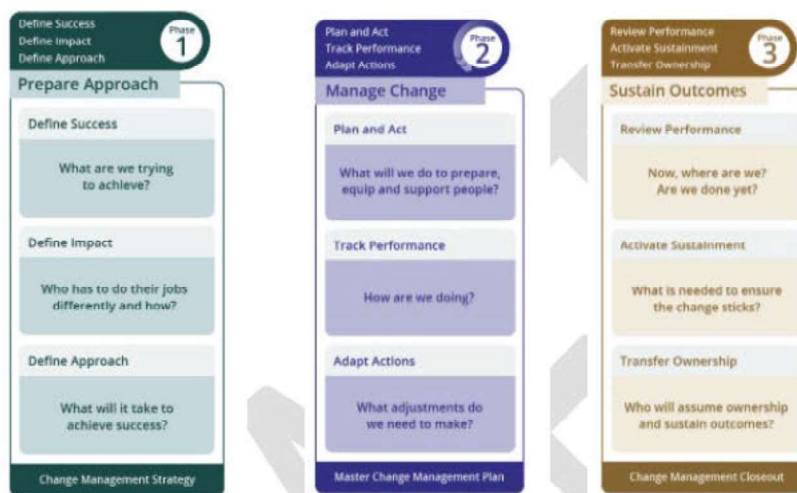 Define Success
Define Impact
Define Approach
Phase
1
Prepare Approach
Define Success
What are we trying
to achieve?
Define Impact
Who has to do their jobs
differently and how?
Define Approach
What will it take to
achieve success?
Change Management Strategy
Plan and Act
Track Performance
Adapt Actions
Phase
2
Manage Change
Plan and Act
What will we do to prepare,
equip and support people?
Track Performance
How are we doing?
Adapt Actions
What adjustments do
we need to make?
Master Change Management Plan
Review Performance
Activate Sustainment
Transfer Ownership
Phase
3
Sustain Outcomes
Review Performance
Now, where are we?
Are we done yet?
Activate Sustainment
What is needed to ensure
the change sticks?
Transfer Ownership
Who will assume ownership
and sustain outcomes?
Change Management Closeout